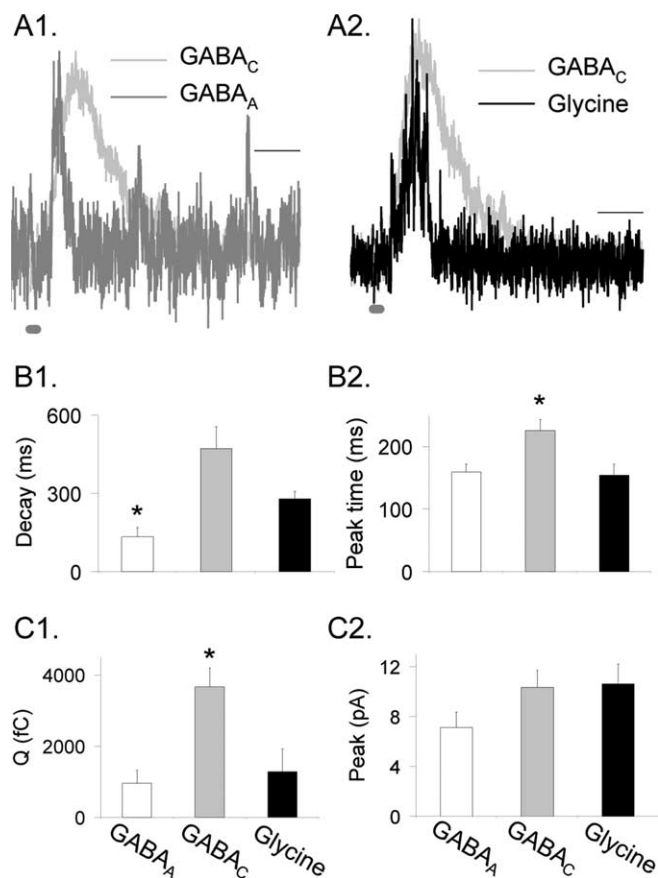 A1.
GABAC
GABAA
A2.
GABAC
Glycine
B1.
Decay (ms)
600
300
0
*
B2.
Peak time (ms)
200
100
0
*
C1.
Q (fC)
4000
2000
0
*
GABAA
GABAC
Glycine
C2.
Peak (pA)
12
8
4
0
GABAA
GABAC
Glycine